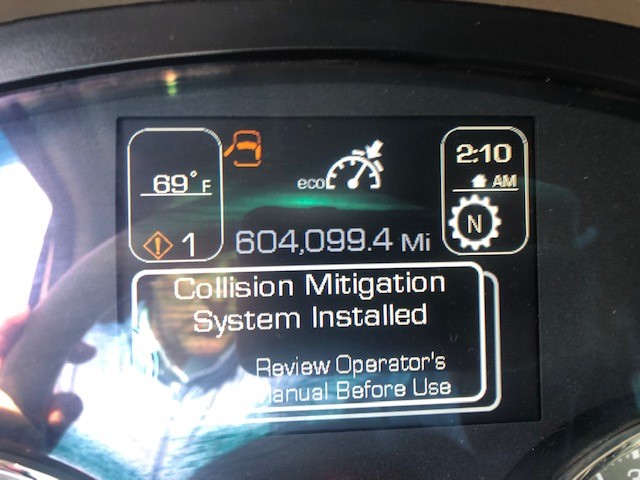 2:10
69°F
eco
AM
N
1
604,099.4 Mi
Collision Mitigation
System Installed
Review Operator's
Manual Before Use